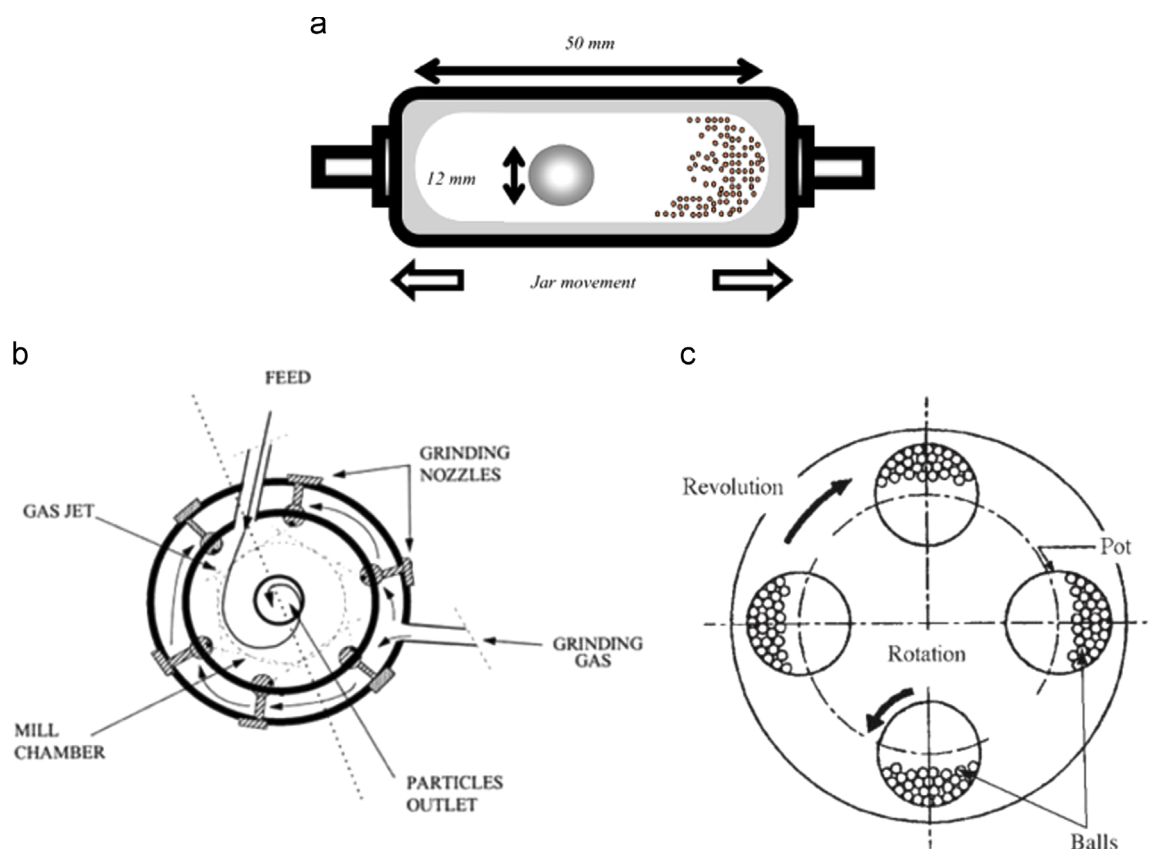 a
50 mm
12 mm
Jar movement
b
FEED
GRINDING
NOZZLES
GAS JET
GRINDING
GAS
MILL
CHAMBER
PARTICLES
OUTLET
c
Revolution
Pot
Rotation
Balls